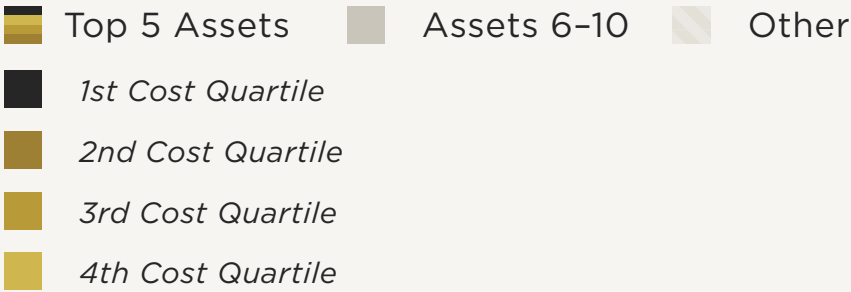 Top 5 Assets Assets 6–10 Other
1st Cost Quartile
2nd Cost Quartile
3rd Cost Quartile
4th Cost Quartile